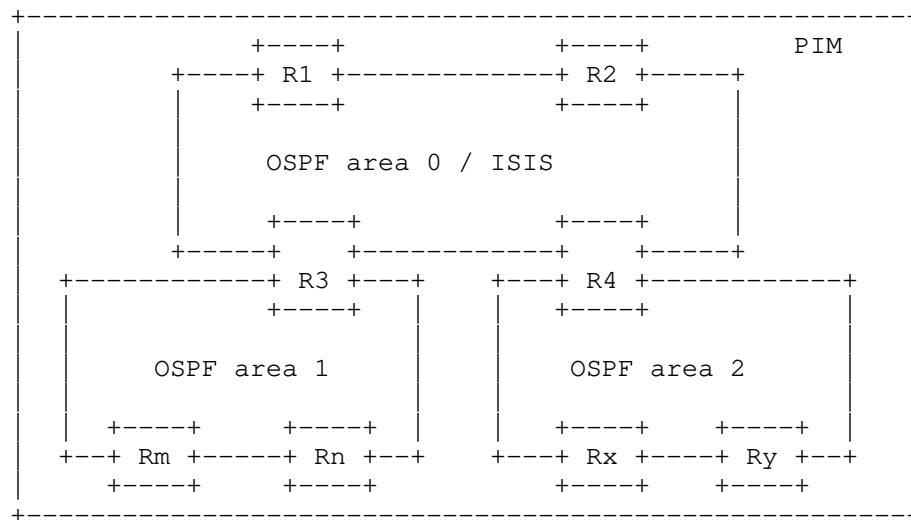 PIM
R1 R2
OSPF area 0 / ISIS
R3 R4
OSPF area 1 OSPF area 2
Rm Rn Rx Ry